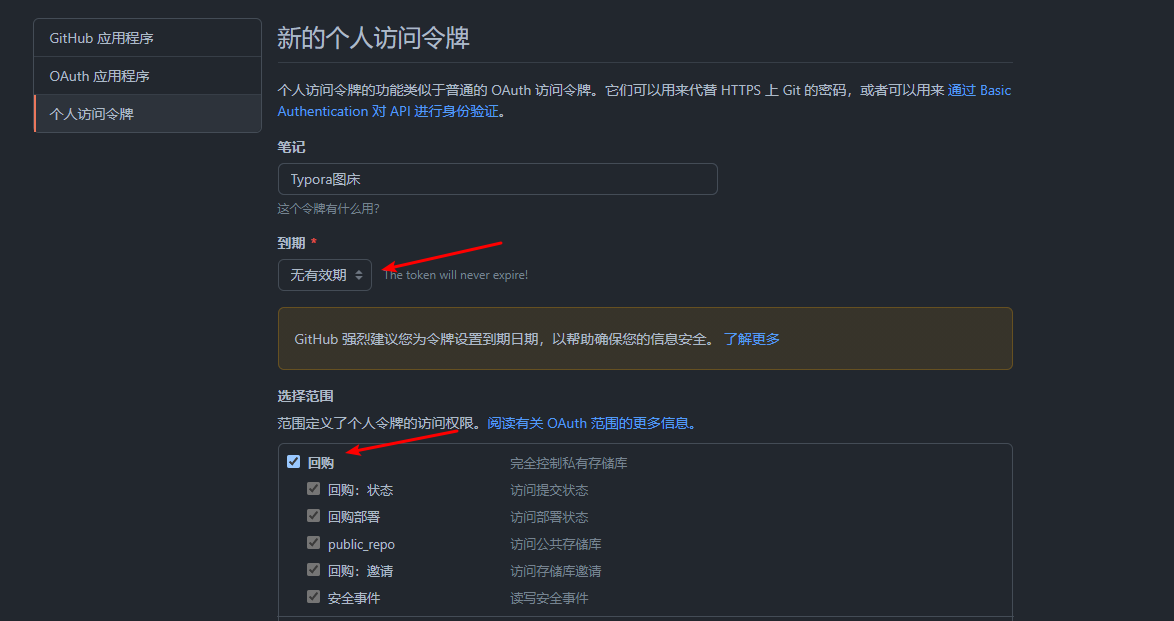 GitHub 应用程序
OAuth 应用程序
个人访问令牌
新的个人访问令牌
个人访问令牌的功能类似于普通的 OAuth 访问令牌。它们可以用来代替 HTTPS 上 Git 的密码，或者可以用来 通过 Basic
Authentication 对 API 进行身份验证。
笔记
Typora图床
这个令牌有什么用？
到期 *
无有效期 The token will never expire!
GitHub 强烈建议您为令牌设置到期日期，以帮助确保您的信息安全。 了解更多
选择范围
范围定义了个人令牌的访问权限。阅读有关 OAuth 范围的更多信息。
回购 完全控制私有存储库
回购：状态 访问提交状态
回购部署 访问部署状态
public_repo 访问公共存储库
回购：邀请 访问存储库邀请
安全事件 读写安全事件